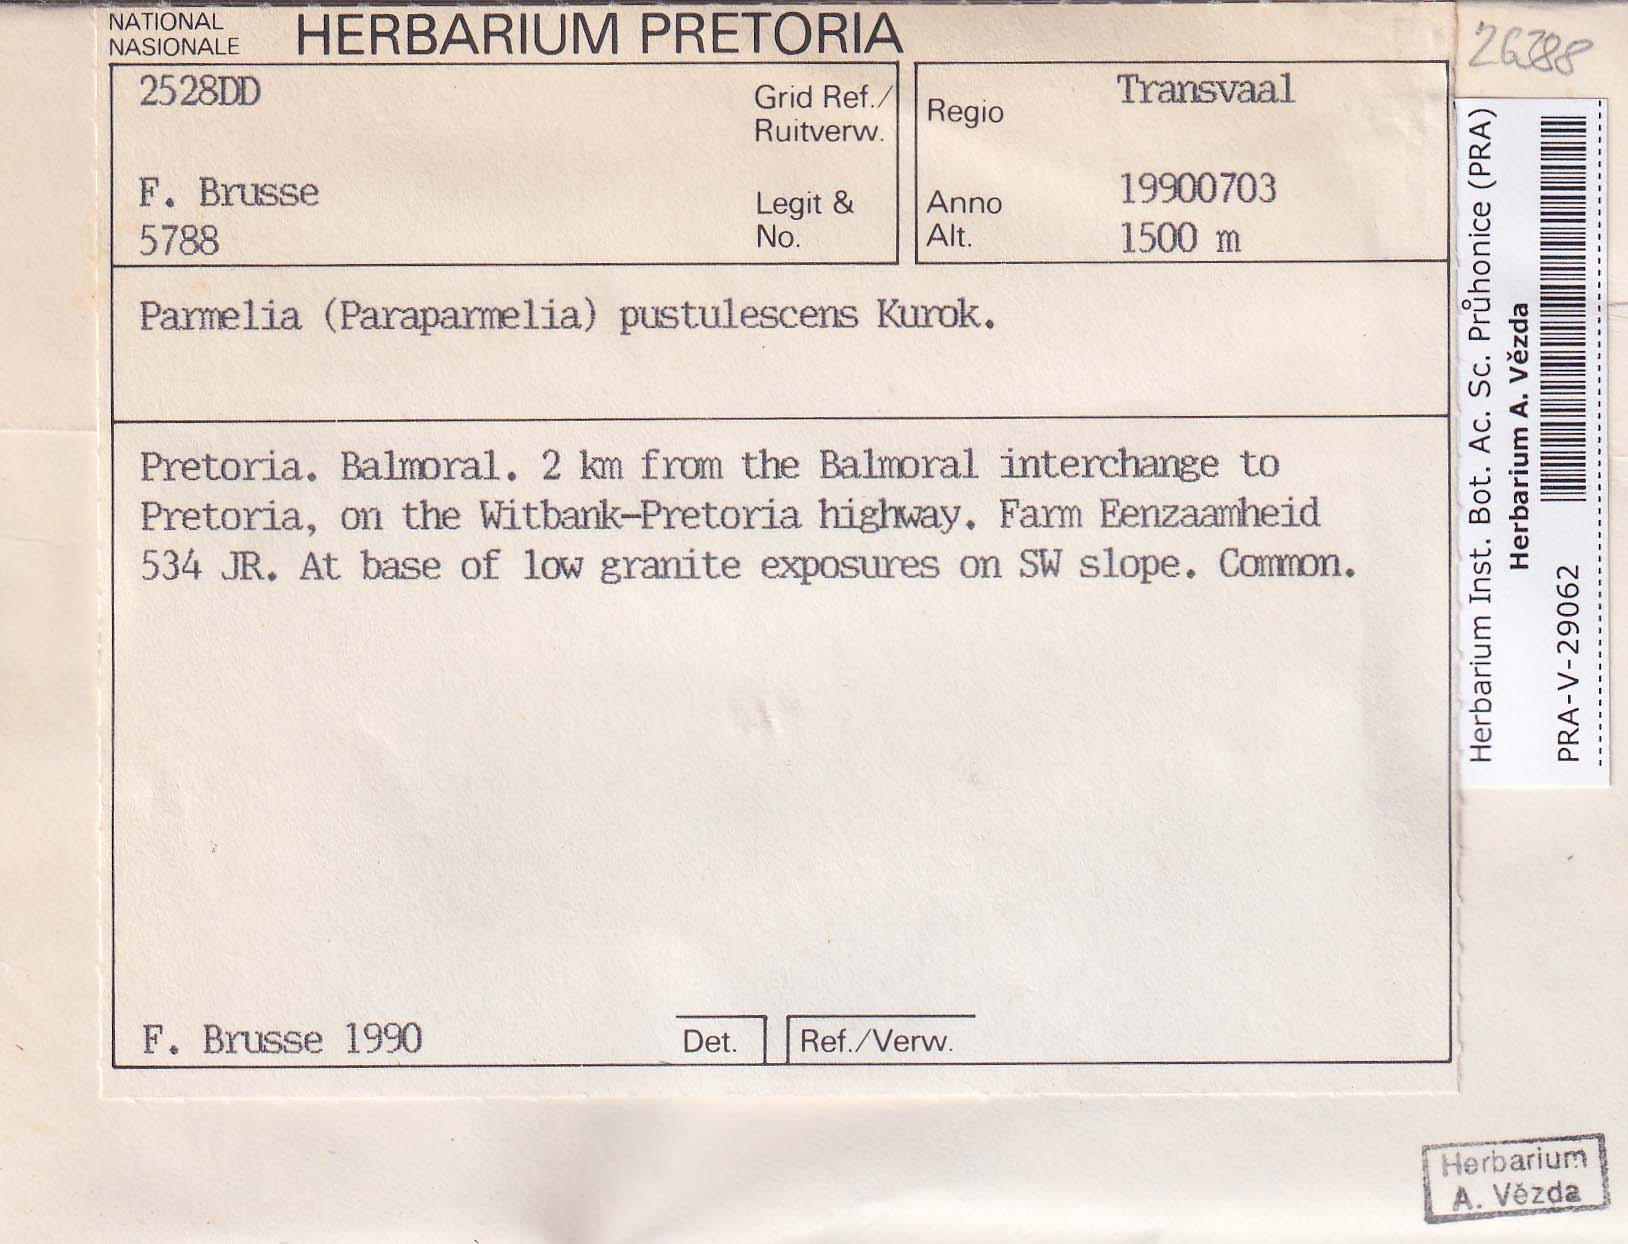 NATIONAL
NASIONALE
HERBARIUM PRETORIA
26388
2528DD
Grid Ref./
Ruitverw.
Regio
Transvaal
F. Brusse
Legit &
Anno
19900703
5788
No.
Alt.
1500 m
Parmelia (Paraparmelia) pustulescens Kurok.
Pretoria. Balmoral. 2 km from the Balmoral interchange to
Pretoria, on the Witbank-Pretoria highway. Farm Eenzaamheid
534 JR. At base of low granite exposures on SW slope. Common.
F. Brusse 1990
Det.
Ref./Verw.
Herbarium Inst. Bot. Ac. Sc. Průhonice (PRA)
Herbarium A. Vězda
PRA-V-29062
Herbarium
A. Vězda